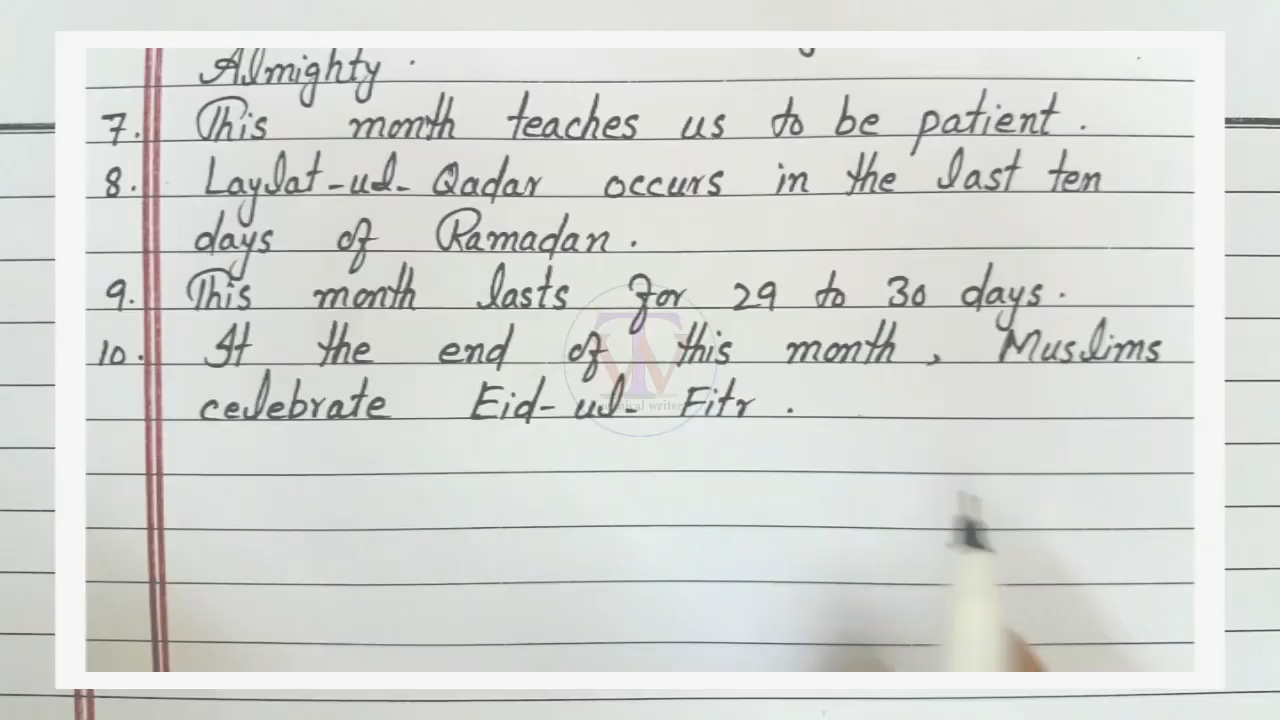 Almighty.
7. This month teaches us to be patient.
8. Laylat-ul-Qadar occurs in the last ten
days of Ramadan.
9. This month lasts for 29 to 30 days.
10. At the end of this month, Muslims
celebrate Eid-ul-Fitr.